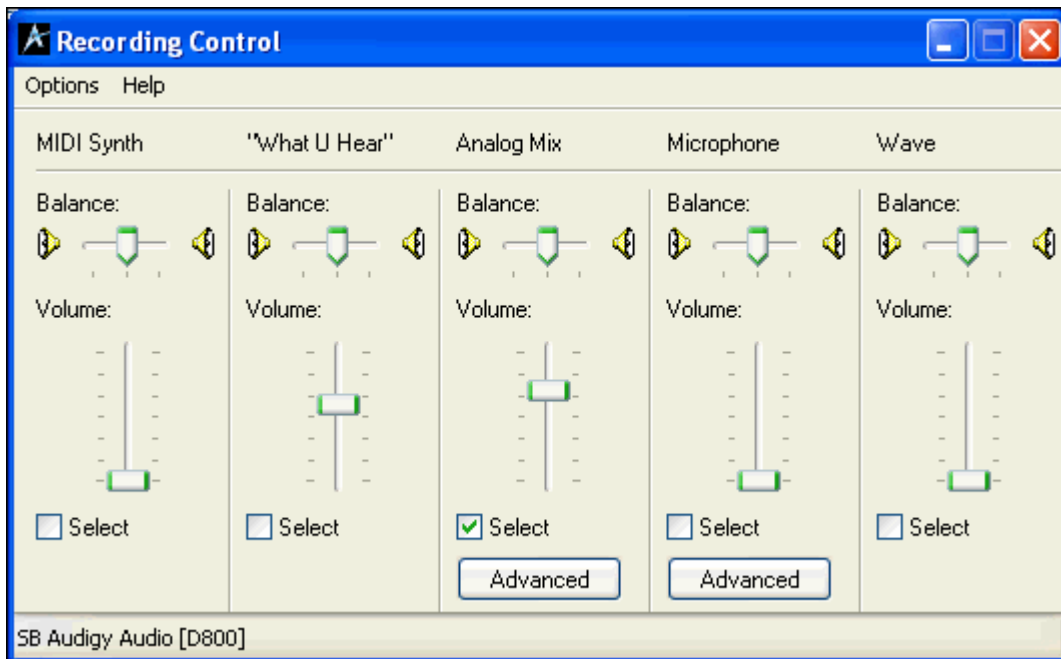 Recording Control
Options Help
MIDI Synth "What U Hear" Analog Mix Microphone Wave
Balance: Balance: Balance: Balance: Balance:
Volume: Volume: Volume: Volume: Volume:
Select Select Select Select Select
Advanced Advanced
SB Audigy Audio [D800]